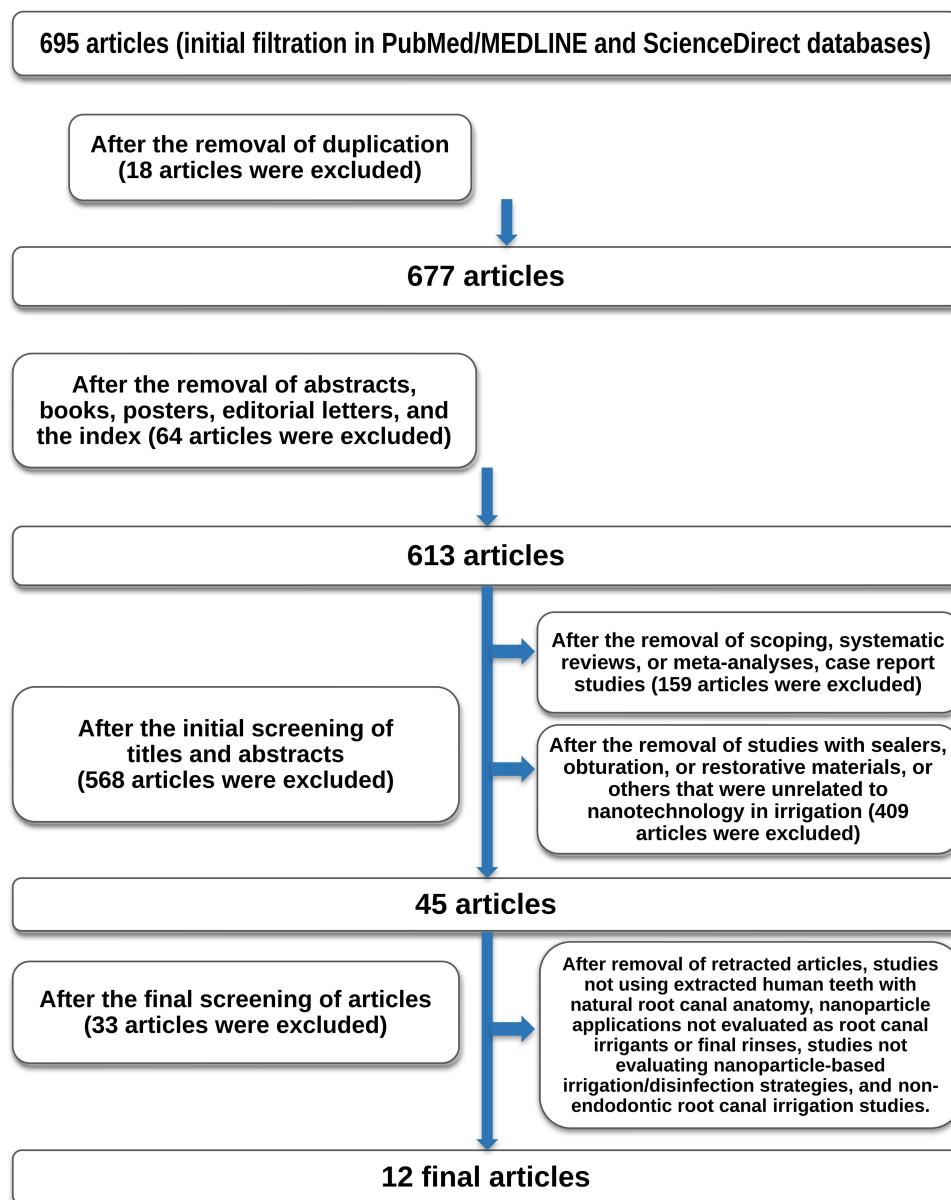 695 articles (initial filtration in PubMed/MEDLINE and ScienceDirect databases)
After the removal of duplication
(18 articles were excluded)
677 articles
After the removal of abstracts,
books, posters, editorial letters, and
the index (64 articles were excluded)
613 articles
After the removal of scoping, systematic
reviews, or meta-analyses, case report
studies (159 articles were excluded)
After the initial screening of
titles and abstracts
(568 articles were excluded)
After the removal of studies with sealers,
obturation, or restorative materials, or
others that were unrelated to
nanotechnology in irrigation (409
articles were excluded)
45 articles
After the final screening of articles
(33 articles were excluded)
After removal of retracted articles, studies
not using extracted human teeth with
natural root canal anatomy, nanoparticle
applications not evaluated as root canal
irrigants or final rinses, studies not
evaluating nanoparticle-based
irrigation/disinfection strategies, and non-
endodontic root canal irrigation studies.
12 final articles